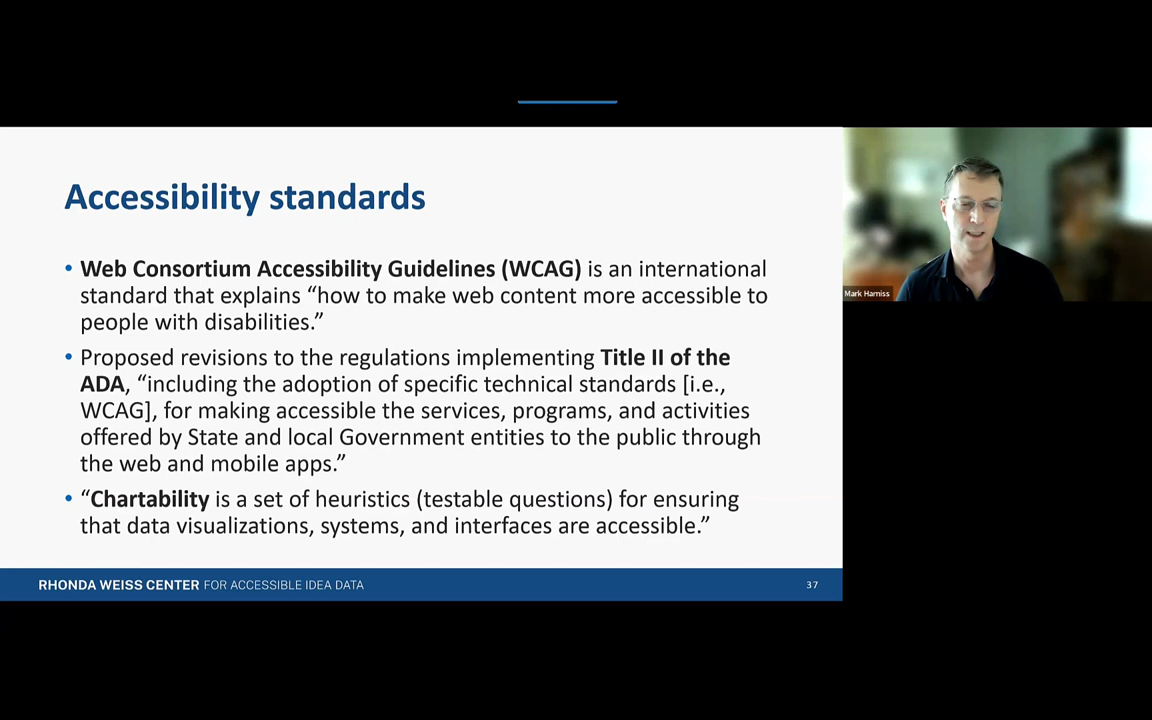 Accessibility standards
• Web Consortium Accessibility Guidelines (WCAG) is an international
standard that explains “how to make web content more accessible to
people with disabilities.”
• Proposed revisions to the regulations implementing Title II of the
ADA, “including the adoption of specific technical standards [i.e.,
WCAG], for making accessible the services, programs, and activities
offered by State and local Government entities to the public through
the web and mobile apps.”
• “Chartability is a set of heuristics (testable questions) for ensuring
that data visualizations, systems, and interfaces are accessible.”
RHONDA WEISS CENTER FOR ACCESSIBLE IDEA DATA
37
Mark Harniss